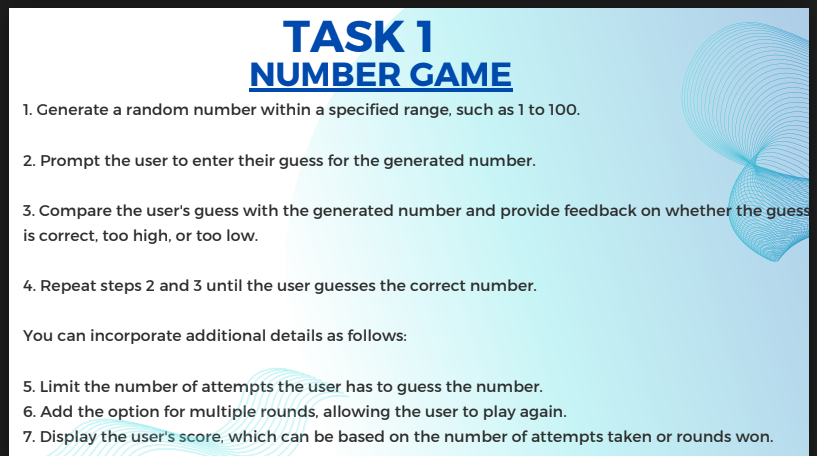 TASK 1
NUMBER GAME
1. Generate a random number within a specified range, such as 1 to 100.
2. Prompt the user to enter their guess for the generated number.
3. Compare the user's guess with the generated number and provide feedback on whether the guess
is correct, too high, or too low.
4. Repeat steps 2 and 3 until the user guesses the correct number.
You can incorporate additional details as follows:
5. Limit the number of attempts the user has to guess the number.
6. Add the option for multiple rounds, allowing the user to play again.
7. Display the user's score, which can be based on the number of attempts taken or rounds won.